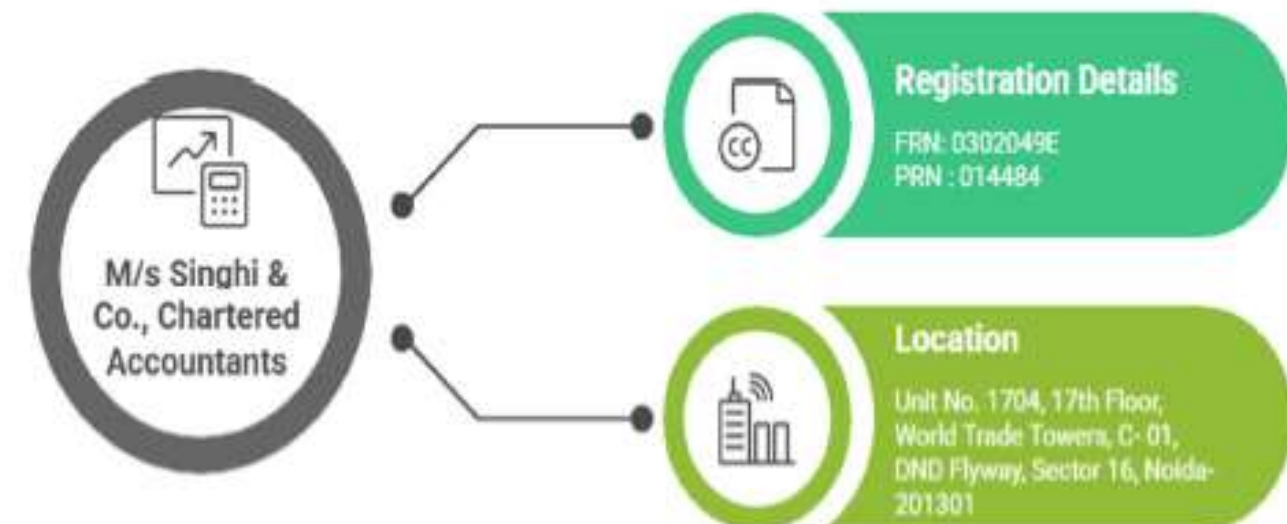 M/s Singhi &
Co., Chartered
Accountants
CC
Registration Details
FRN: 0302049E
PRN : 014484
Location
Unit No. 1704, 17th Floor,
World Trade Towers, C- 01,
DND Flyway, Sector 16, Noida-
201301